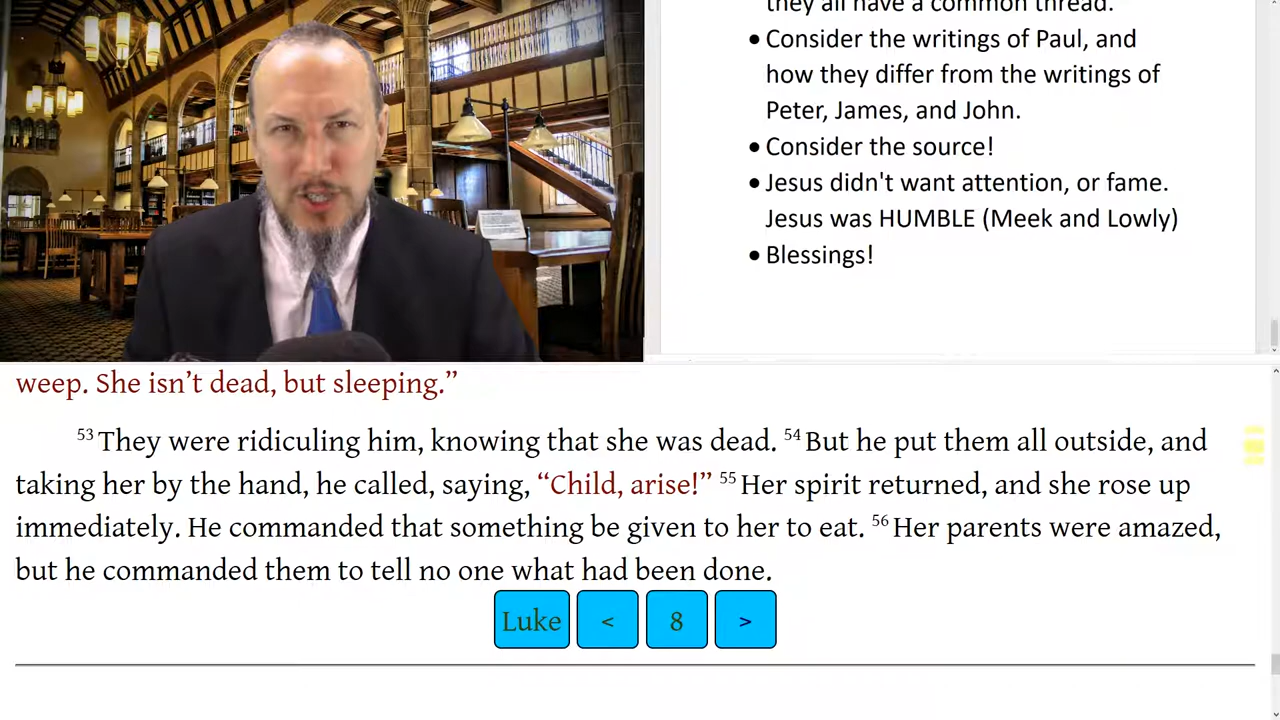 they all have a common thread.
• Consider the writings of Paul, and
how they differ from the writings of
Peter, James, and John.
• Consider the source!
• Jesus didn't want attention, or fame.
Jesus was HUMBLE (Meek and Lowly)
• Blessings!
weep. She isn’t dead, but sleeping.”
53 They were ridiculing him, knowing that she was dead. 54 But he put them all outside, and
taking her by the hand, he called, saying, “Child, arise!” 55 Her spirit returned, and she rose up
immediately. He commanded that something be given to her to eat. 56 Her parents were amazed,
but he commanded them to tell no one what had been done.
Luke < 8 >